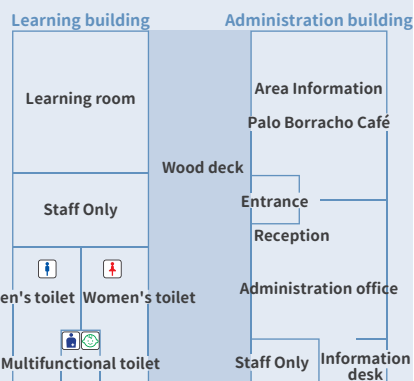 Learning building
Administration building
Learning room
Area Information
Palo Borracho Café
Wood deck
Staff Only
Entrance
Reception
en's toilet
Women's toilet
Administration office
Multifunctional toilet
Staff Only
Information
desk